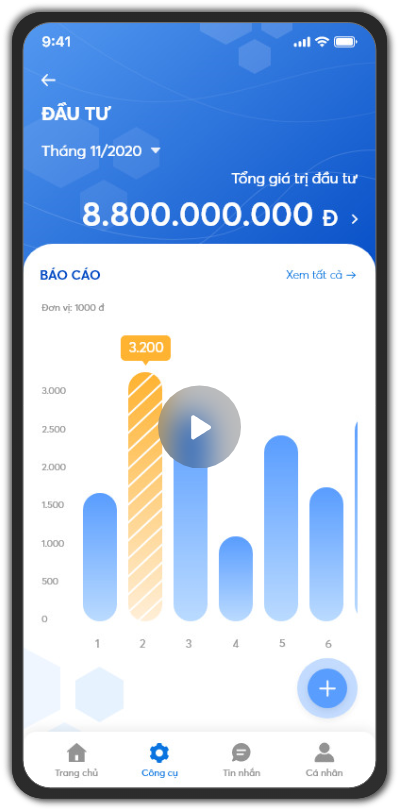 9:41
ĐẦU TƯ
Tháng 11/2020
Tổng giá trị đầu tư
8.800.000.000 Đ
BÁO CÁO
Xem tất cả →
Đơn vị: 1000 đ
3.200
3.000
2.500
2.000
1.500
1.000
500
0
1 2 3 4 5 6
Trang chủ Công cụ Tin nhắn Cá nhân